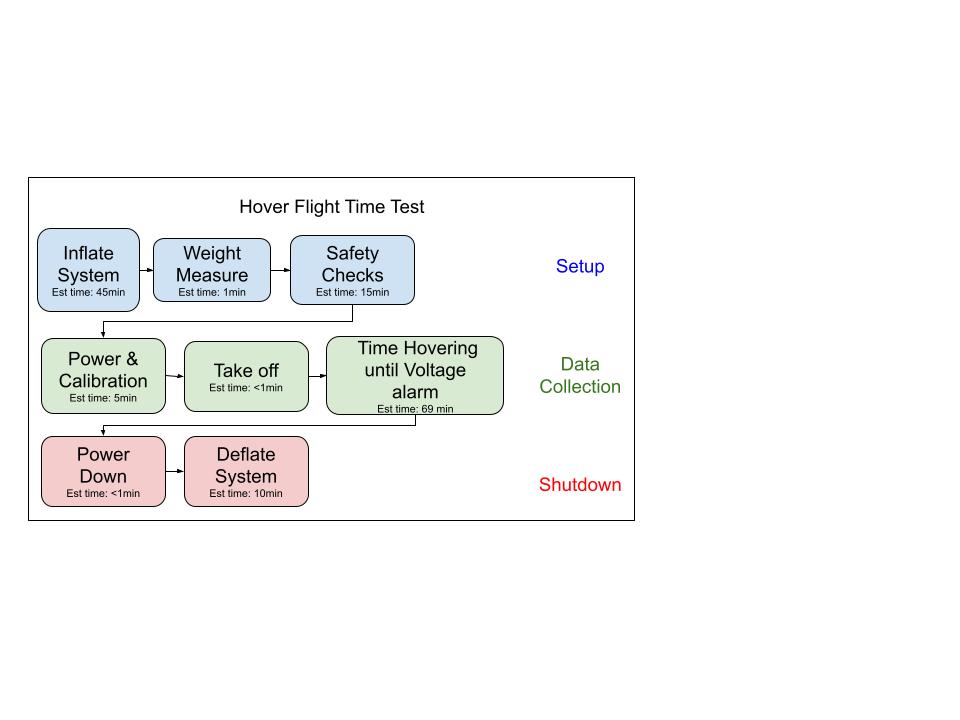 Hover Flight Time Test
Inflate
System
Est time: 45min
Weight
Measure
Est time: 1min
Safety
Checks
Est time: 15min
Setup
Power &
Calibration
Est time: 5min
Take off
Est time: <1min
Time Hovering
until Voltage
alarm
Est time: 69 min
Data
Collection
Power
Down
Est time: <1min
Deflate
System
Est time: 10min
Shutdown